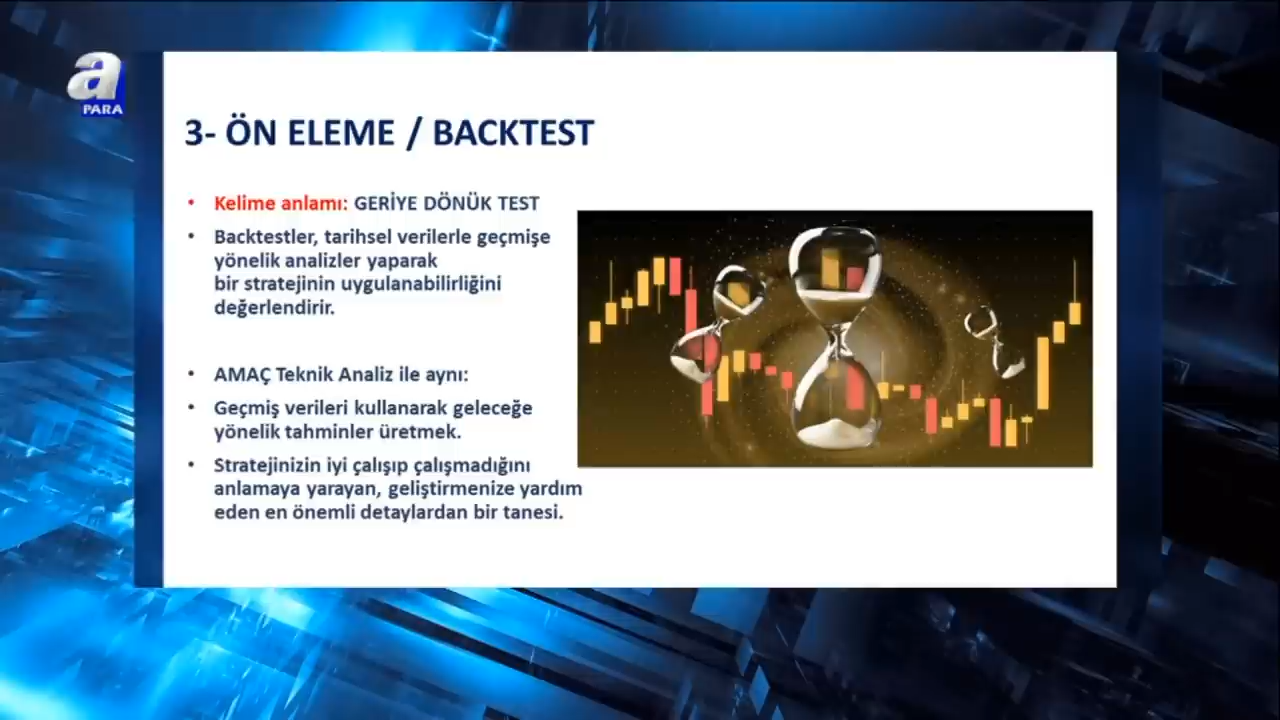 a
PARA
3- ÖN ELEME / BACKTEST
• Kelime anlamı: GERİYE DÖNÜK TEST
• Backtestler, tarihsel verilerle geçmişe
yönelik analizler yaparak
bir stratejinin uygulanabilirliğini
değerlendirir.
• AMAÇ Teknik Analiz ile aynı:
• Geçmiş verileri kullanarak geleceğe
yönelik tahminler üretmek.
• Stratejinizin iyi çalışıp çalışmadığını
anlamaya yarayan, geliştirmenize yardım
eden en önemli detaylardan bir tanesi.